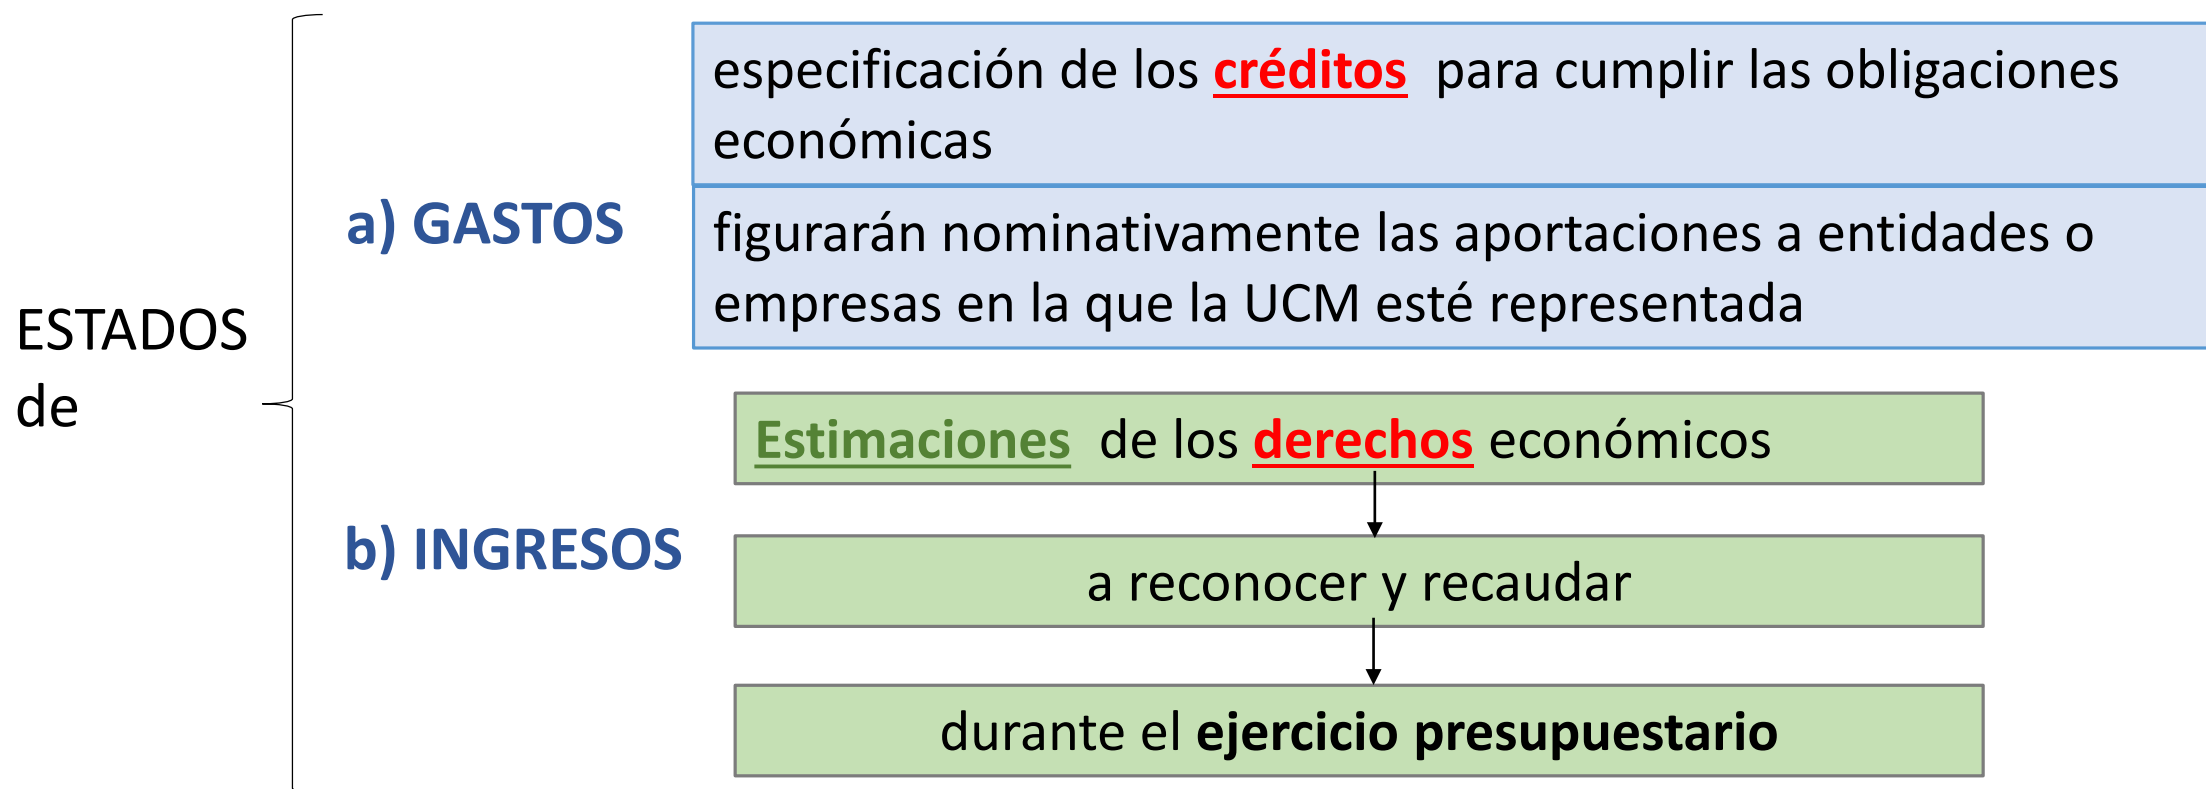 ESTADOS
de
a) GASTOS
especificación de los créditos para cumplir las obligaciones
económicas
figurarán nominativamente las aportaciones a entidades o
empresas en la que la UCM esté representada
b) INGRESOS
Estimaciones de los derechos económicos
a reconocer y recaudar
durante el ejercicio presupuestario